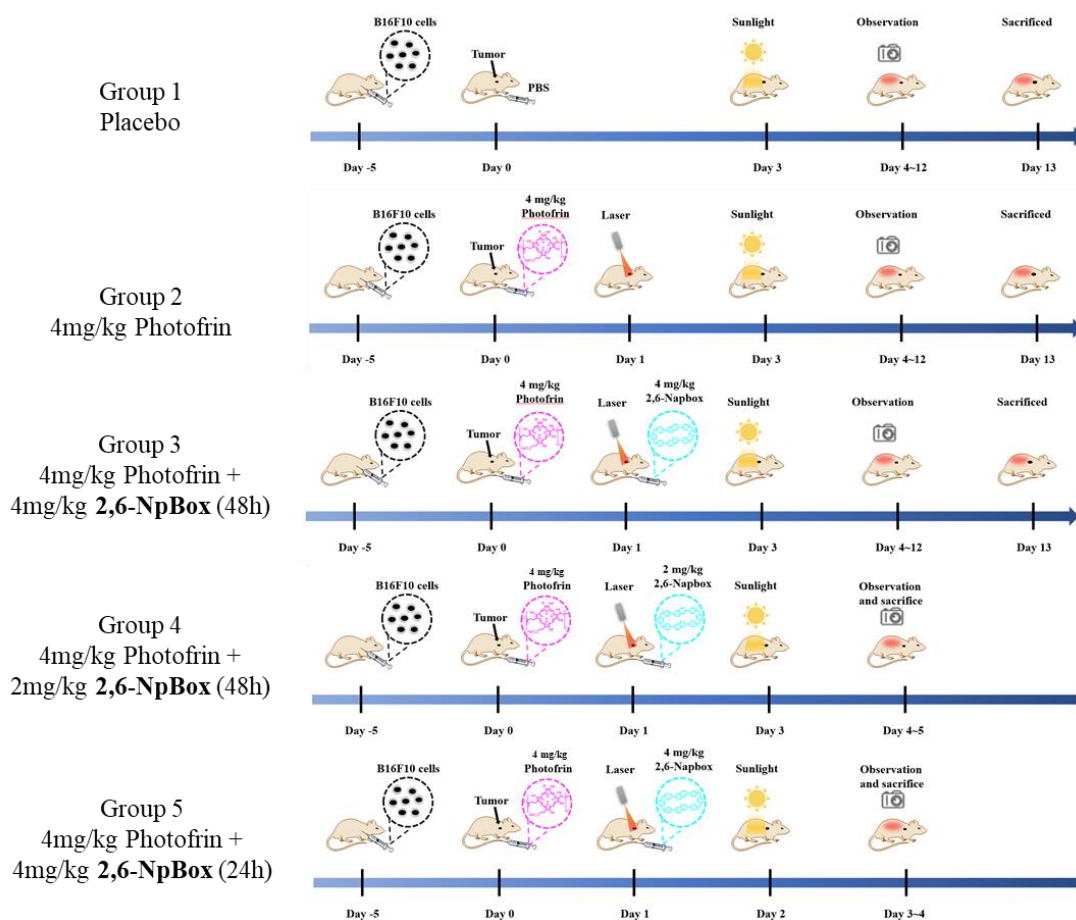 Group 1
Placebo
B16F10 cells
Tumor
PBS
Sunlight
Observation
Sacrificed
Day -5
Day 0
Day 3
Day 4~12
Day 13
Group 2
4mg/kg Photofrin
B16F10 cells
Tumor
4 mg/kg
Photofrin
Laser
Sunlight
Observation
Sacrificed
Day -5
Day 0
Day 1
Day 3
Day 4~12
Day 13
Group 3
4mg/kg Photofrin +
4mg/kg 2,6-NpBox (48h)
B16F10 cells
Tumor
4 mg/kg
Photofrin
Laser
4 mg/kg
2,6-Napbox
Sunlight
Observation
Sacrificed
Day -5
Day 0
Day 1
Day 3
Day 4~12
Day 13
Group 4
4mg/kg Photofrin +
2mg/kg 2,6-NpBox (48h)
B16F10 cells
Tumor
4 mg/kg
Photofrin
Laser
2 mg/kg
2,6-Napbox
Sunlight
Observation
and sacrifice
Day -5
Day 0
Day 1
Day 3
Day 4~5
Group 5
4mg/kg Photofrin +
4mg/kg 2,6-NpBox (24h)
B16F10 cells
Tumor
4 mg/kg
Photofrin
Laser
4 mg/kg
2,6-Napbox
Sunlight
Observation
and sacrifice
Day -5
Day 0
Day 1
Day 2
Day 3~4